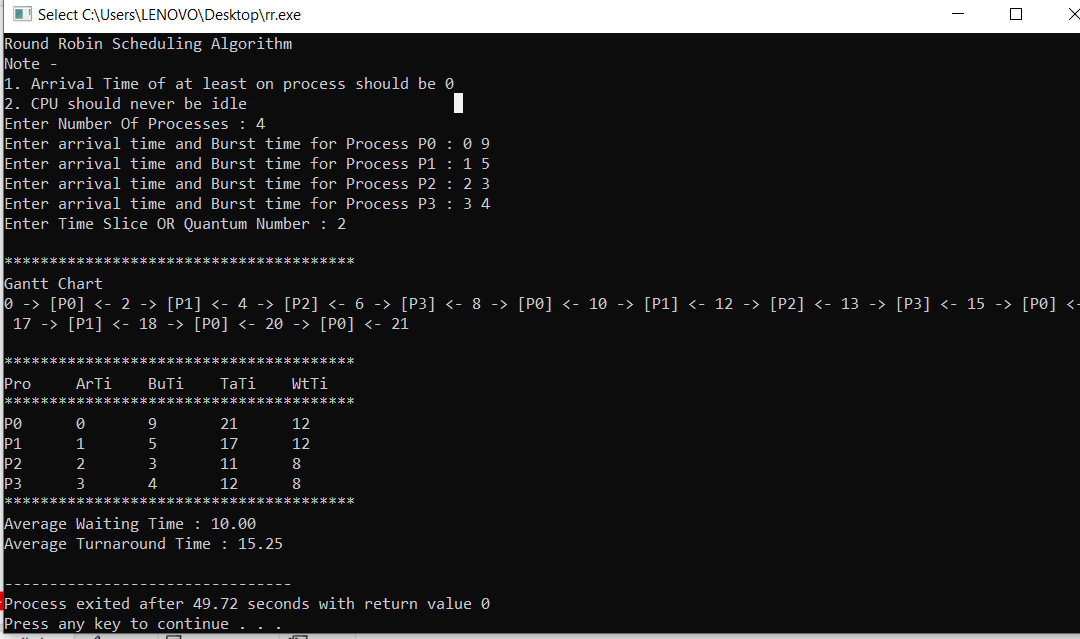 Select C:\Users\LENOVO\Desktop\rr.exe
Round Robin Scheduling Algorithm
Note -
1. Arrival Time of at least on process should be 0
2. CPU should never be idle
Enter Number Of Processes : 4
Enter arrival time and Burst time for Process P0 : 0 9
Enter arrival time and Burst time for Process P1 : 1 5
Enter arrival time and Burst time for Process P2 : 2 3
Enter arrival time and Burst time for Process P3 : 3 4
Enter Time Slice OR Quantum Number : 2
***************************************
Gantt Chart
0 -> [P0] <- 2 -> [P1] <- 4 -> [P2] <- 6 -> [P3] <- 8 -> [P0] <- 10 -> [P1] <- 12 -> [P2] <- 13 -> [P3] <- 15 -> [P0] <-
17 -> [P1] <- 18 -> [P0] <- 20 -> [P0] <- 21
***************************************
Pro ArTi BuTi TaTi WtTi
***************************************
P0 0 9 21 12
P1 1 5 17 12
P2 2 3 11 8
P3 3 4 12 8
***************************************
Average Waiting Time : 10.00
Average Turnaround Time : 15.25
--------------------------------
Process exited after 49.72 seconds with return value 0
Press any key to continue . . .